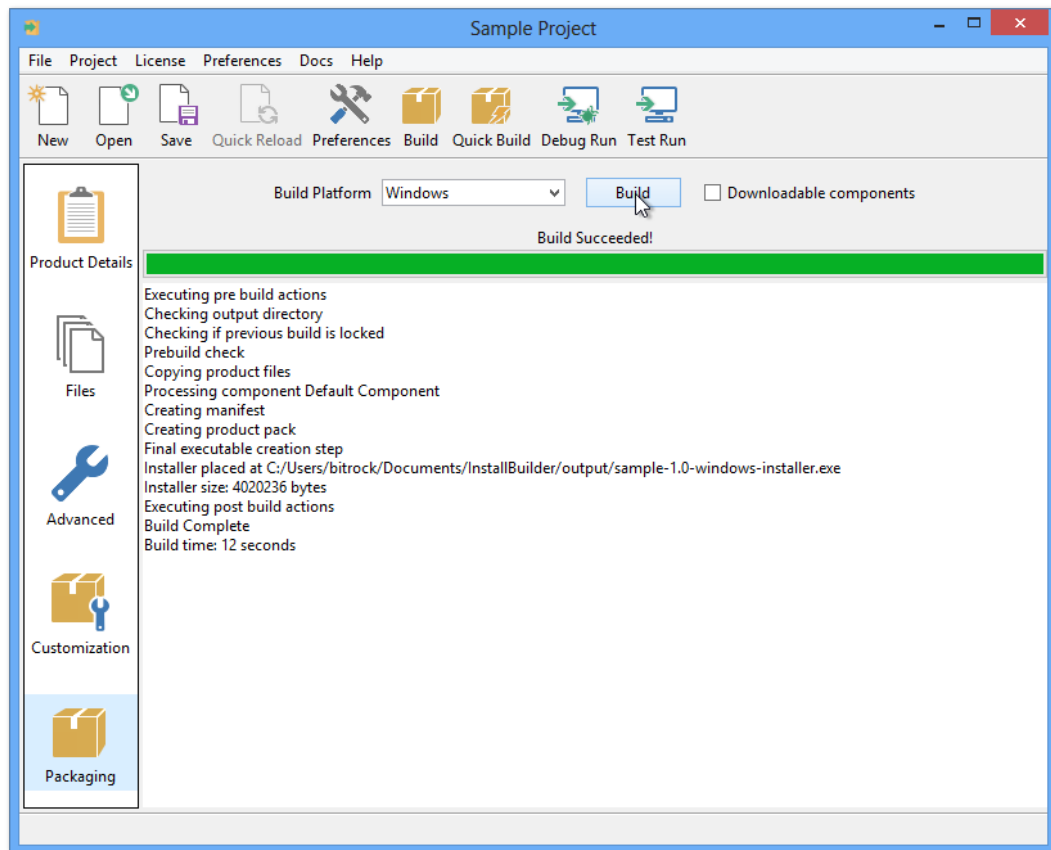 Sample Project
File Project License Preferences Docs Help
New Open Save Quick Reload Preferences Build Quick Build Debug Run Test Run
Build Platform Windows Build Downloadable components
Build Succeeded!
Product Details
Files
Advanced
Customization
Packaging
Executing pre build actions
Checking output directory
Checking if previous build is locked
Prebuild check
Copying product files
Processing component Default Component
Creating manifest
Creating product pack
Final executable creation step
Installer placed at C:/Users/bitrock/Documents/InstallBuilder/output/sample-1.0-windows-installer.exe
Installer size: 4020236 bytes
Executing post build actions
Build Complete
Build time: 12 seconds